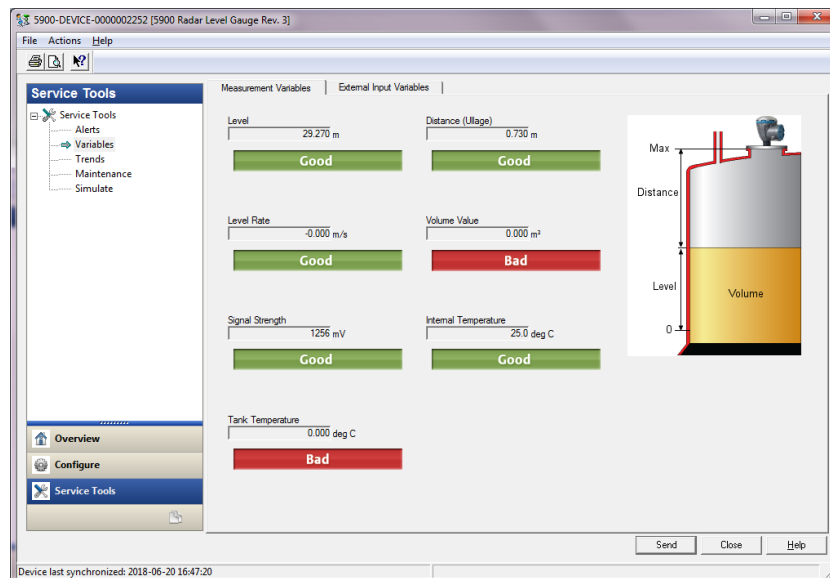 5900-DEVICE-0000002252 [5900 Radar Level Gauge Rev. 3]
File Actions Help
Service Tools
Service Tools
Alerts
Variables
Trends
Maintenance
Simulate
Overview
Configure
Service Tools
Measurement Variables External Input Variables
Level
29.270 m
Good
Distance (Ullage)
0.730 m
Good
Level Rate
-0.000 m/s
Good
Volume Value
0.000 m³
Bad
Signal Strength
1256 mV
Good
Internal Temperature
25.0 deg C
Good
Tank Temperature
0.000 deg C
Bad
Max
Distance
Level
Volume
0
Send Close Help
Device last synchronized: 2018-06-20 16:47:20